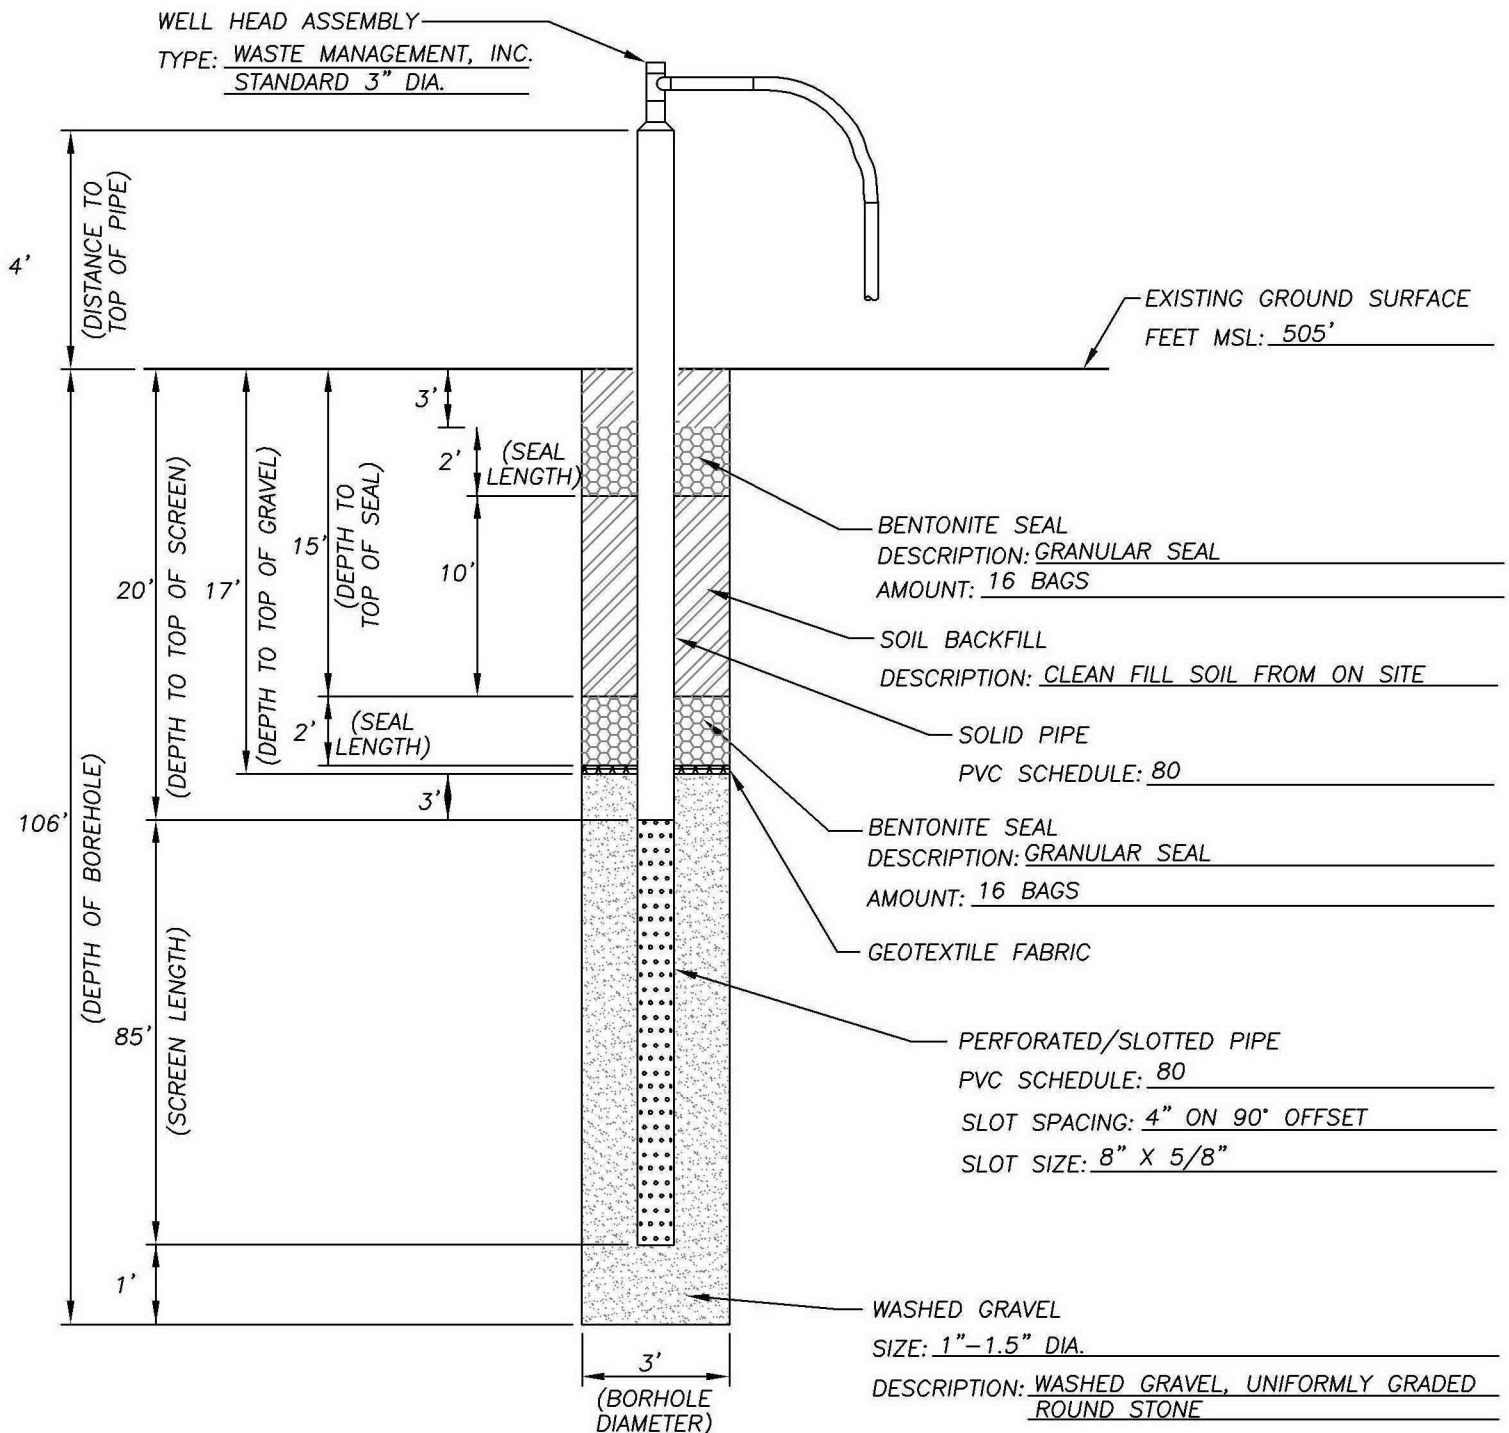 WELL HEAD ASSEMBLY
TYPE: WASTE MANAGEMENT, INC.
STANDARD 3" DIA.
4'
(DISTANCE TO
TOP OF PIPE)
EXISTING GROUND SURFACE
FEET MSL: 505'
3'
2'
(SEAL
LENGTH)
10'
15'
(DEPTH TO
TOP OF SEAL)
17'
(DEPTH TO TOP OF GRAVEL)
20'
(DEPTH TO TOP OF SCREEN)
2'
(SEAL
LENGTH)
3'
106'
(DEPTH OF BOREHOLE)
85'
(SCREEN LENGTH)
1'
BENTONITE SEAL
DESCRIPTION: GRANULAR SEAL
AMOUNT: 16 BAGS
SOIL BACKFILL
DESCRIPTION: CLEAN FILL SOIL FROM ON SITE
SOLID PIPE
PVC SCHEDULE: 80
BENTONITE SEAL
DESCRIPTION: GRANULAR SEAL
AMOUNT: 16 BAGS
GEOTEXTILE FABRIC
PERFORATED/SLOTTED PIPE
PVC SCHEDULE: 80
SLOT SPACING: 4" ON 90° OFFSET
SLOT SIZE: 8" X 5/8"
WASHED GRAVEL
SIZE: 1"-1.5" DIA.
DESCRIPTION: WASHED GRAVEL, UNIFORMLY GRADED
ROUND STONE
3'
(BORHOLE
DIAMETER)